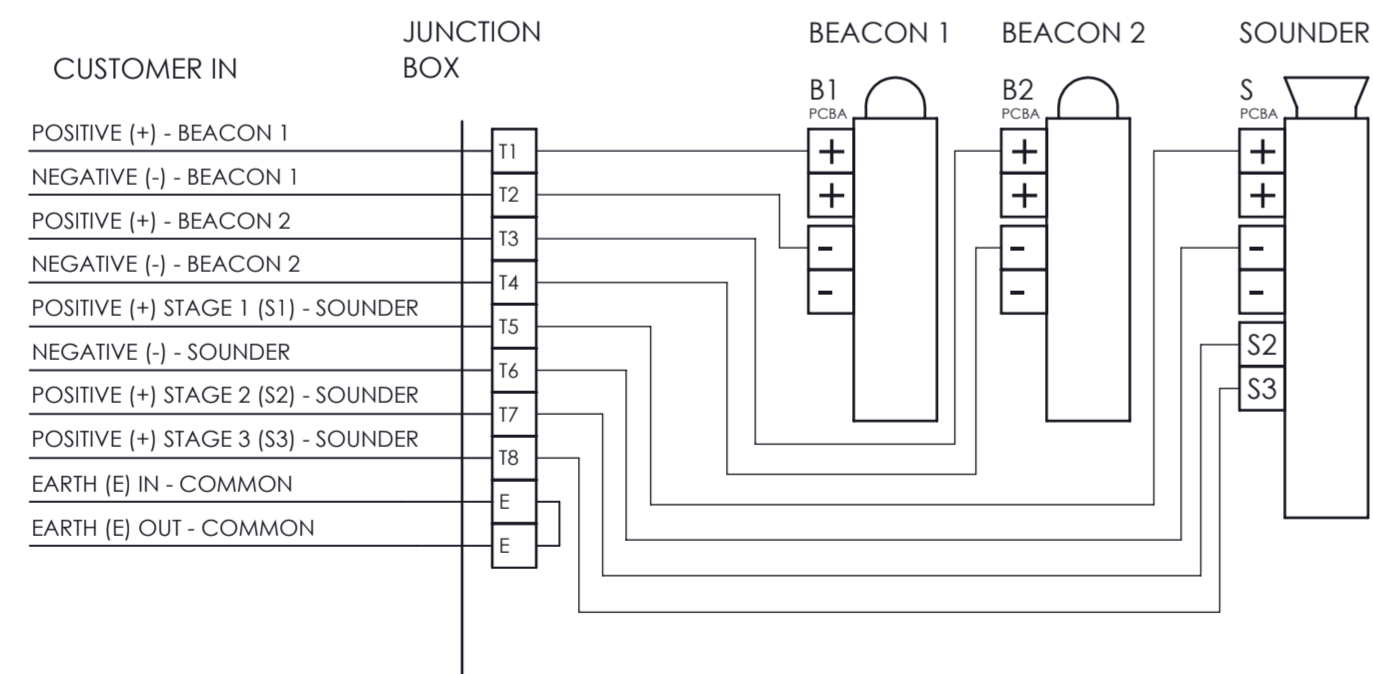 CUSTOMER IN
JUNCTION
BOX
BEACON 1
BEACON 2
SOUNDER
POSITIVE (+) - BEACON 1
NEGATIVE (-) - BEACON 1
POSITIVE (+) - BEACON 2
NEGATIVE (-) - BEACON 2
POSITIVE (+) STAGE 1 (S1) - SOUNDER
NEGATIVE (-) - SOUNDER
POSITIVE (+) STAGE 2 (S2) - SOUNDER
POSITIVE (+) STAGE 3 (S3) - SOUNDER
EARTH (E) IN - COMMON
EARTH (E) OUT - COMMON
T1
T2
T3
T4
T5
T6
T7
T8
E
E
B1
PCBA
+
+
-
-
B2
PCBA
+
+
-
-
S
PCBA
+
+
-
-
S2
S3